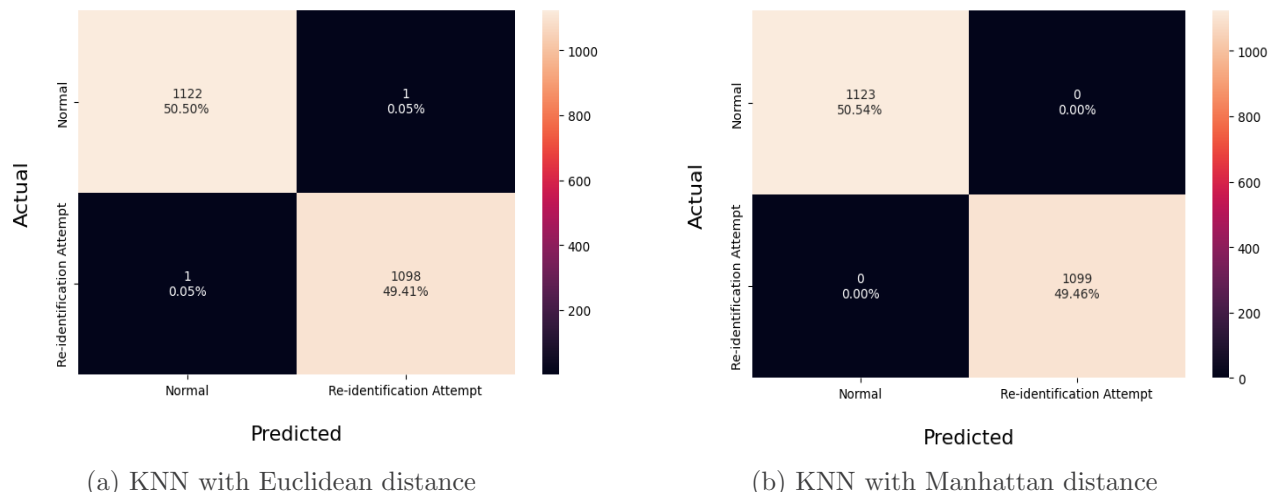 Actual
Normal
Re-identification Attempt
1122
50.50%
1
0.05%
1
0.05%
1098
49.41%
1000
800
600
400
200
Normal
Re-identification Attempt
Predicted
(a) KNN with Euclidean distance
Actual
Normal
Re-identification Attempt
1123
50.54%
0
0.00%
0
0.00%
1099
49.46%
1000
800
600
400
200
0
Normal
Re-identification Attempt
Predicted
(b) KNN with Manhattan distance